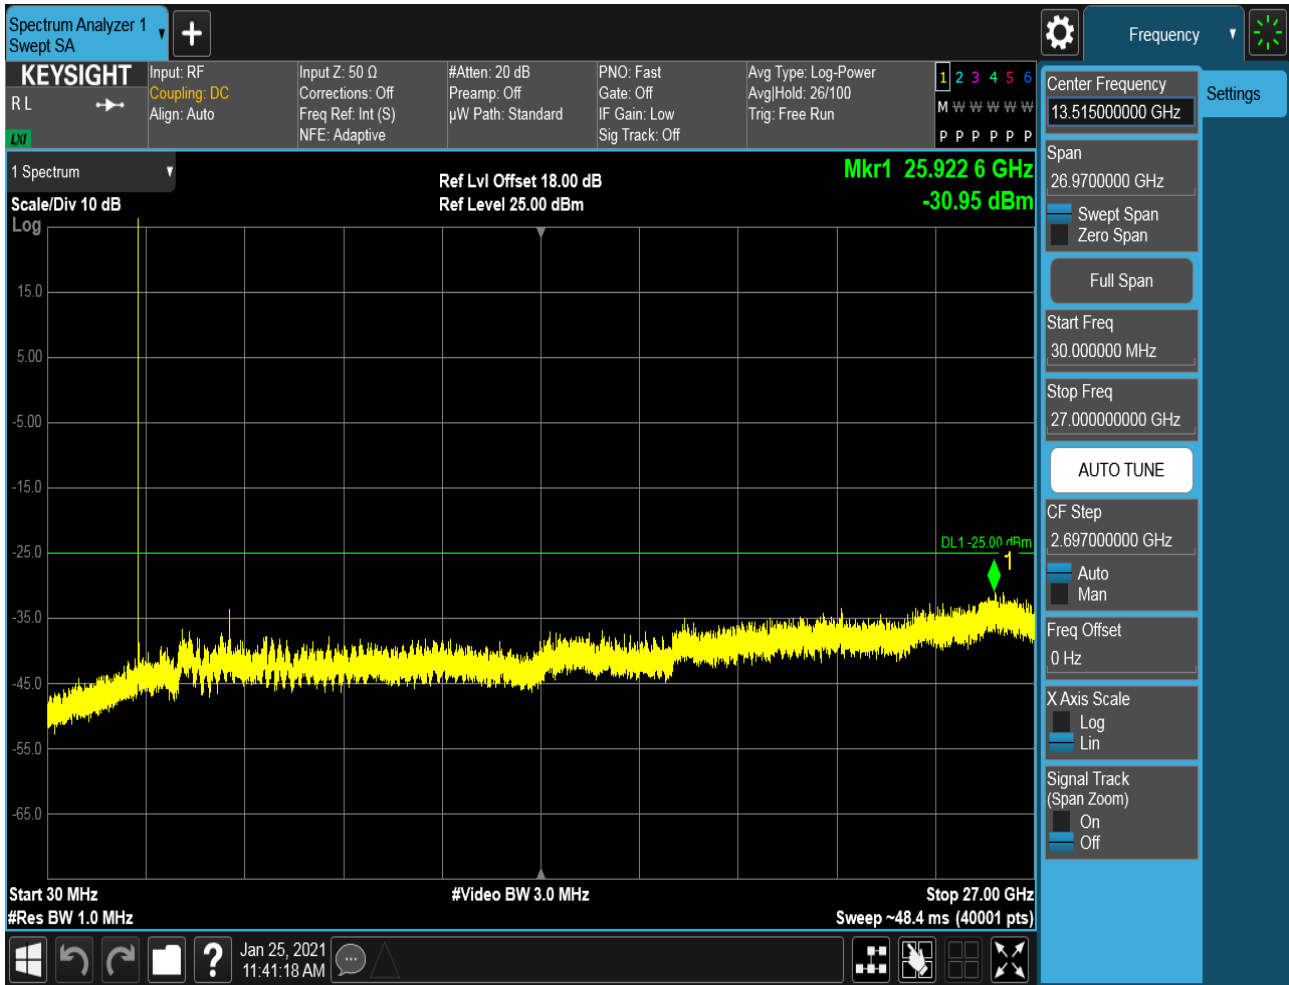 Spectrum Analyzer 1
Swept SA
Frequency
KEYSIGHT
R L
LXI
Input: RF
Coupling: DC
Align: Auto
Input Z: 50 Ω
Corrections: Off
Freq Ref: Int (S)
NFE: Adaptive
#Atten: 20 dB
Preamp: Off
µW Path: Standard
PNO: Fast
Gate: Off
IF Gain: Low
Sig Track: Off
Avg Type: Log-Power
Avg|Hold: 26/100
Trig: Free Run
1 2 3 4 5 6
M W W W W W
P P P P P P
1 Spectrum
Scale/Div 10 dB
Log
Ref Lvl Offset 18.00 dB
Ref Level 25.00 dBm
Mkr1 25.922 6 GHz
-30.95 dBm
15.0
5.00
-5.00
-15.0
-25.0
-35.0
-45.0
-55.0
-65.0
DL1 -25.00 dBm
1
Start 30 MHz
#Res BW 1.0 MHz
#Video BW 3.0 MHz
Stop 27.00 GHz
Sweep ~48.4 ms (40001 pts)
Center Frequency
13.515000000 GHz
Settings
Span
26.9700000 GHz
Swept Span
Zero Span
Full Span
Start Freq
30.000000 MHz
Stop Freq
27.000000000 GHz
AUTO TUNE
CF Step
2.697000000 GHz
Auto
Man
Freq Offset
0 Hz
X Axis Scale
Log
Lin
Signal Track
(Span Zoom)
On
Off
?
Jan 25, 2021
11:41:18 AM